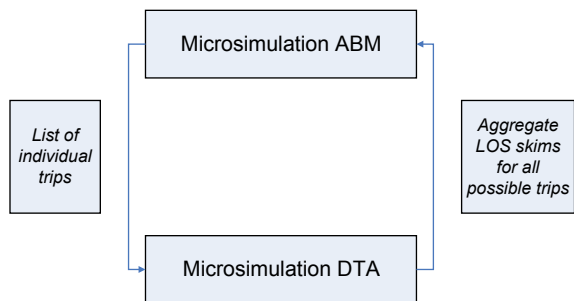 Microsimulation ABM
List of
individual
trips
Aggregate
LOS skims
for all
possible trips
Microsimulation DTA